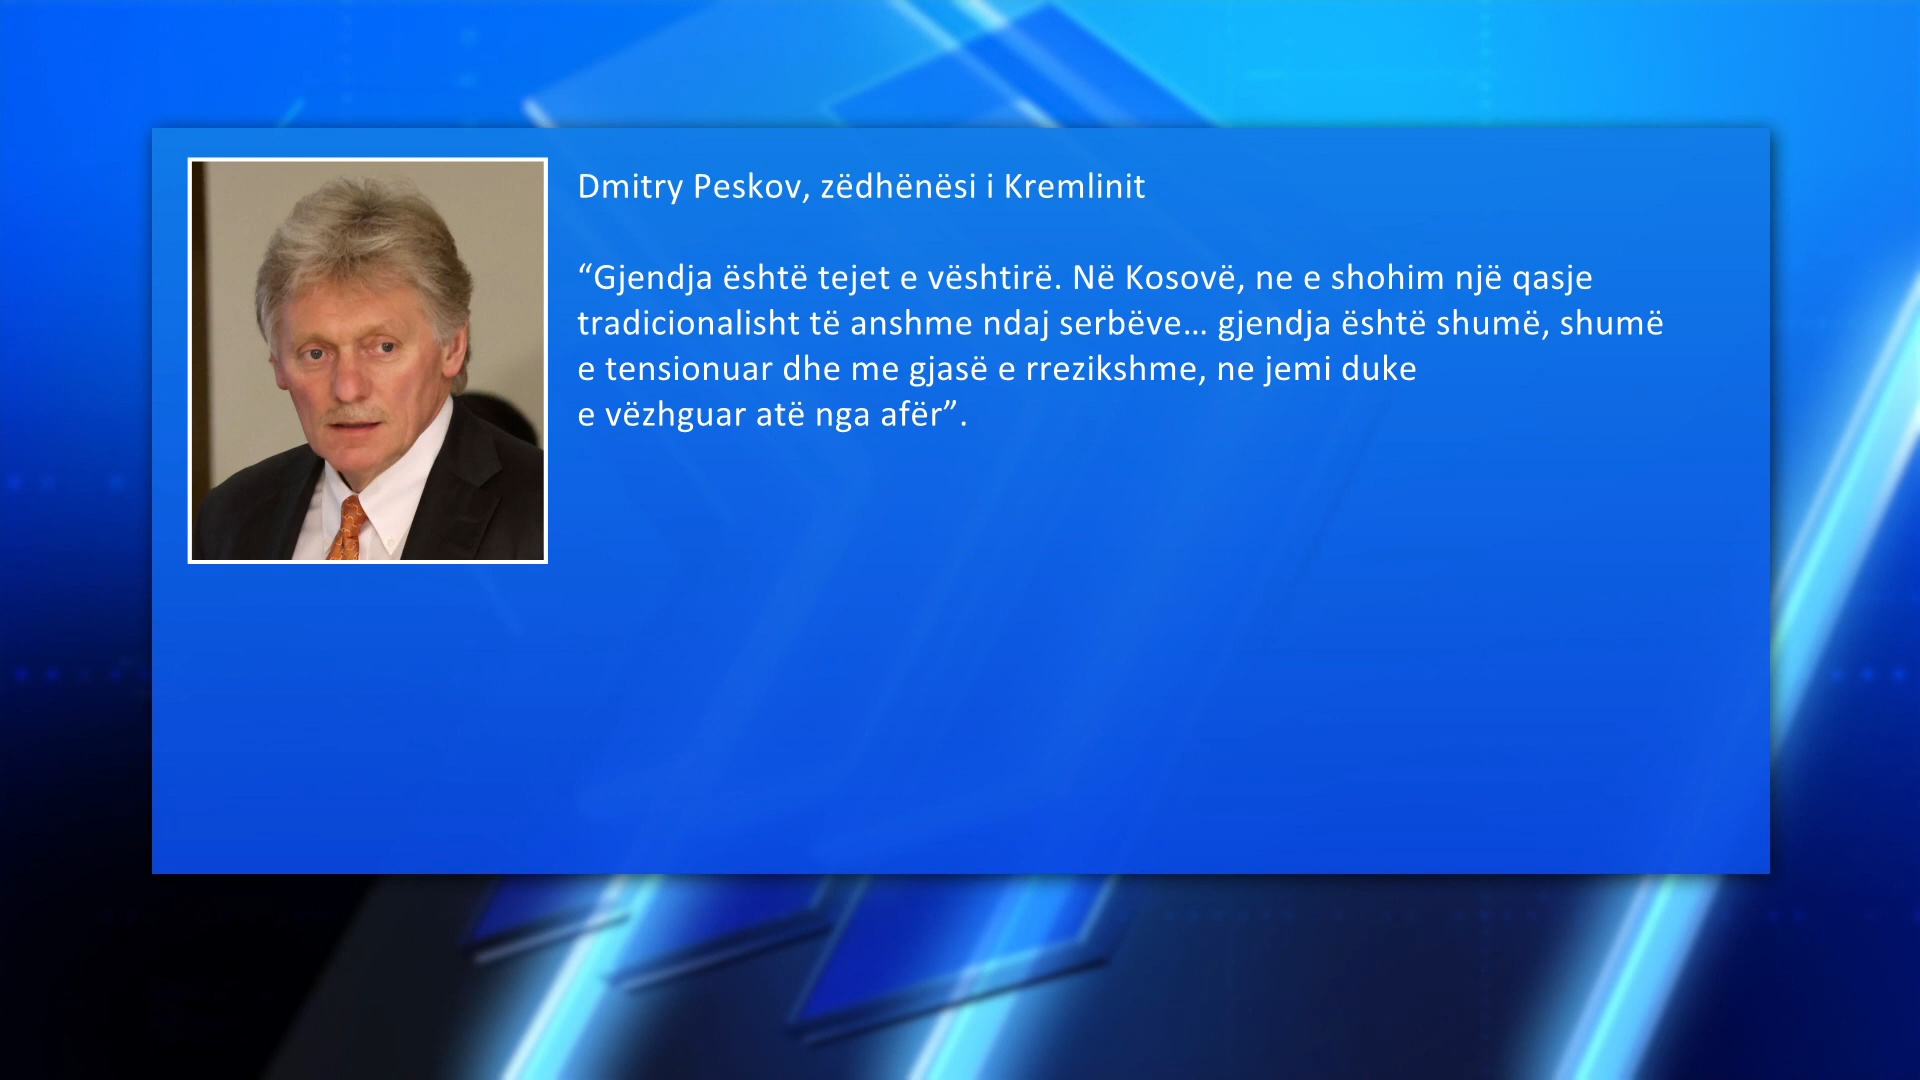 Dmitry Peskov, zëdhënësi i Kremlinit
“Gjendja është tejet e vështirë. Në Kosovë, ne e shohim një qasje
tradicionalisht të anshme ndaj serbëve... gjendja është shumë, shumë
e tensionuar dhe me gjasë e rrezikshme, ne jemi duke
e vëzhguar atë nga afër”.